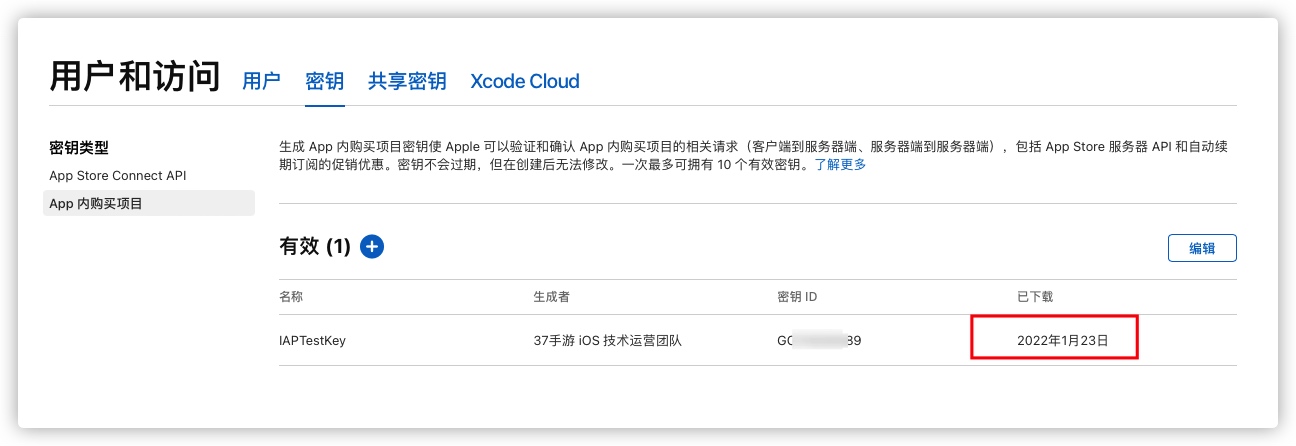 用户和访问 用户 密钥 共享密钥 Xcode Cloud
密钥类型
App Store Connect API
App 内购买项目
生成 App 内购买项目密钥使 Apple 可以验证和确认 App 内购买项目的相关请求（客户端到服务器端、服务器端到服务器端），包括 App Store 服务器 API 和自动续
期订阅的促销优惠。密钥不会过期，但在创建后无法修改。一次最多可拥有 10 个有效密钥。了解更多
有效 (1)
编辑
名称 生成者 密钥 ID 已下载
IAPTestKey 37手游 iOS 技术运营团队 2022年1月23日